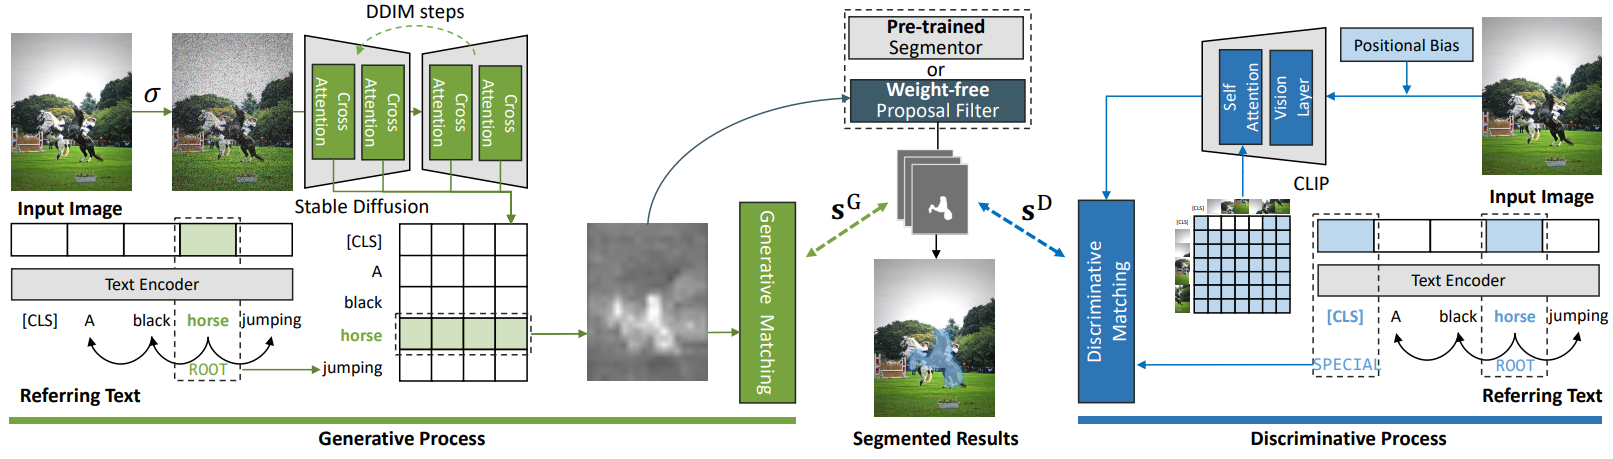 DDIM steps
σ
Cross
Attention
Cross
Attention
Cross
Attention
Cross
Attention
Input Image
Stable Diffusion
Text Encoder
[CLS] A black horse jumping
ROOT
Referring Text
[CLS]
A
black
horse
jumping
Generative Matching
Generative Process
Pre-trained
Segmentor
or
Weight-free
Proposal Filter
s^G
s^D
Segmented Results
Positional Bias
Self
Attention
Vision
Layer
CLIP
Input Image
[CLS]
[CLS]
Discriminative
Matching
Text Encoder
[CLS] A black horse jumping
SPECIAL ROOT
Referring Text
Discriminative Process